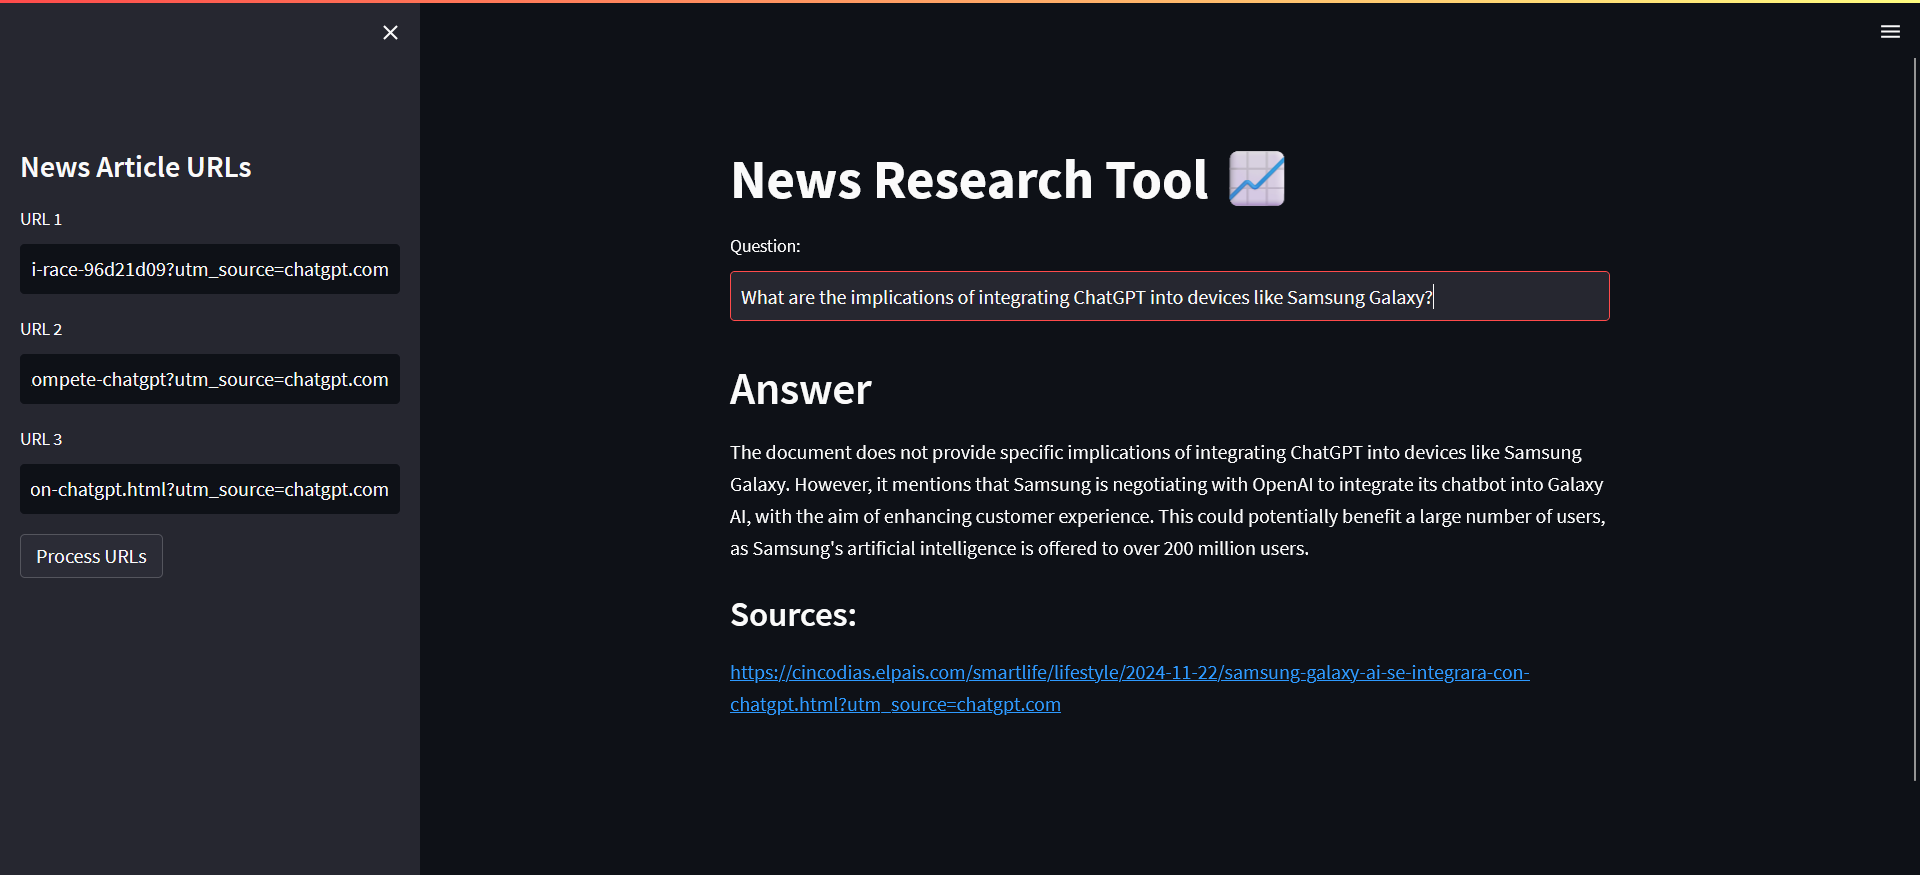 News Article URLs
URL 1
i-race-96d21d09?utm_source=chatgpt.com
URL 2
ompete-chatgpt?utm_source=chatgpt.com
URL 3
on-chatgpt.html?utm_source=chatgpt.com
Process URLs
News Research Tool
Question:
What are the implications of integrating ChatGPT into devices like Samsung Galaxy?
Answer
The document does not provide specific implications of integrating ChatGPT into devices like Samsung
Galaxy. However, it mentions that Samsung is negotiating with OpenAI to integrate its chatbot into Galaxy
AI, with the aim of enhancing customer experience. This could potentially benefit a large number of users,
as Samsung's artificial intelligence is offered to over 200 million users.
Sources:
https://cincodias.elpais.com/smartlife/lifestyle/2024-11-22/samsung-galaxy-ai-se-integrara-con-
chatgpt.html?utm_source=chatgpt.com